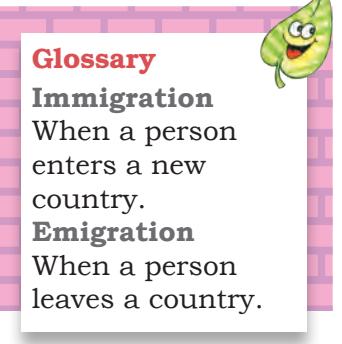 Glossary
Immigration
When a person
enters a new
country.
Emigration
When a person
leaves a country.